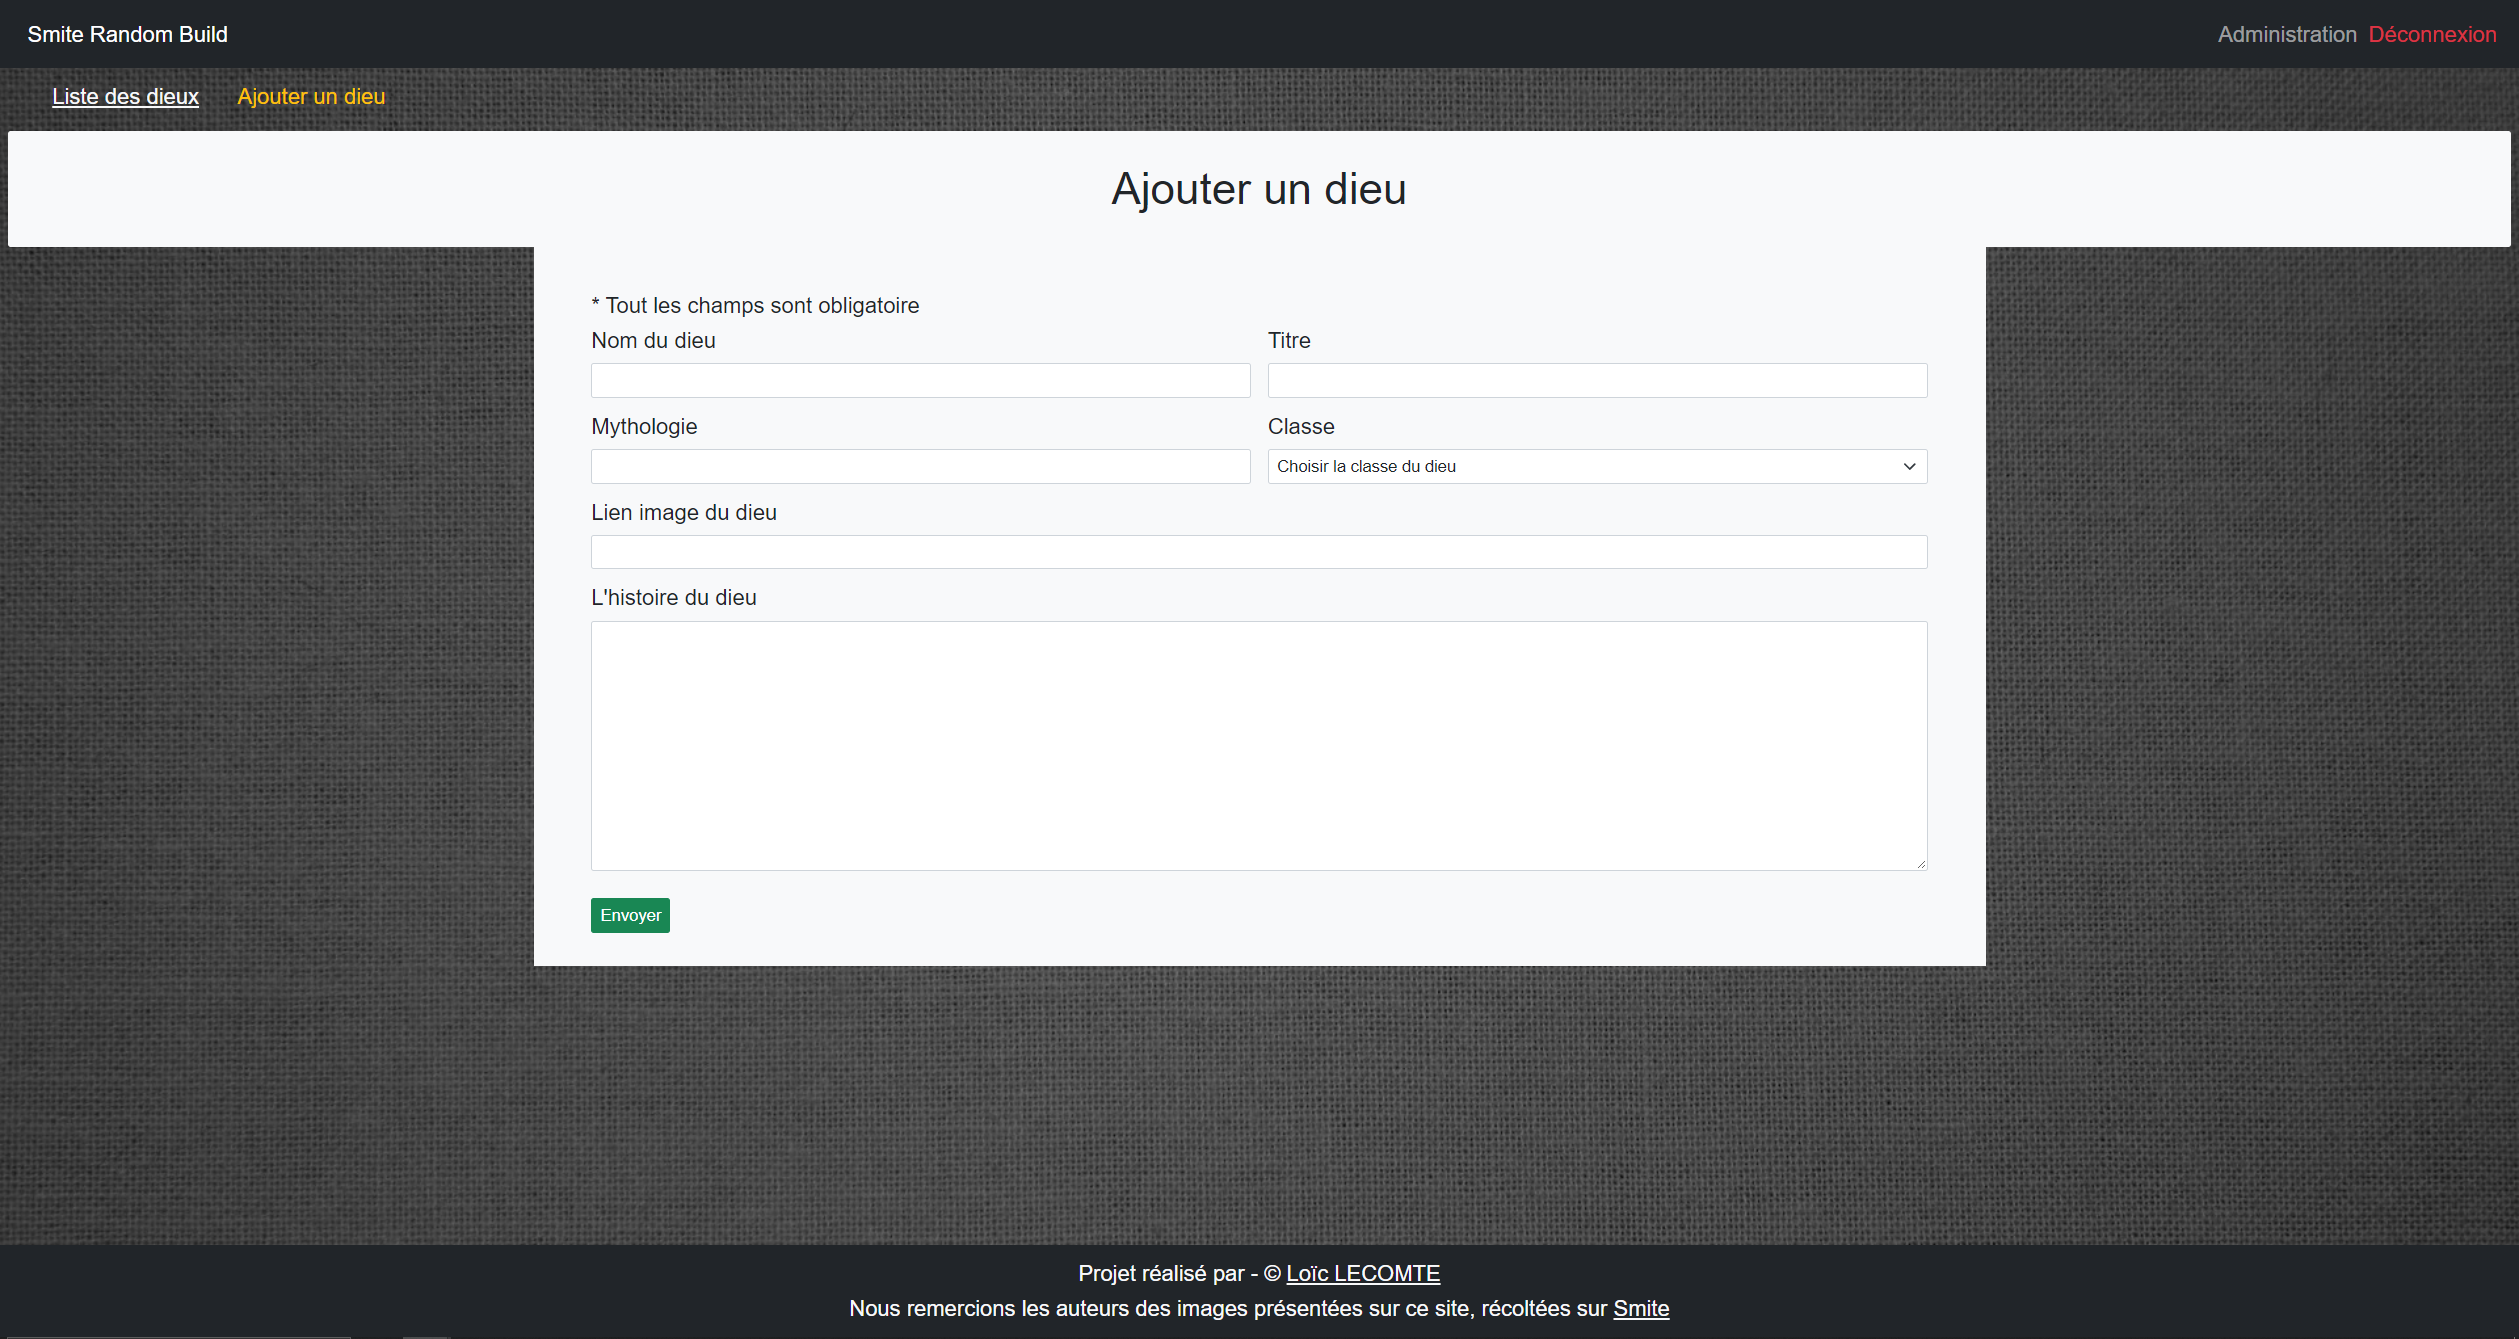 Smite Random Build
Administration Déconnexion
Liste des dieux Ajouter un dieu
Ajouter un dieu
* Tout les champs sont obligatoire
Nom du dieu Titre
Mythologie Classe
Choisir la classe du dieu
Lien image du dieu
L'histoire du dieu
Envoyer
Projet réalisé par - © Loïc LECOMTE
Nous remercions les auteurs des images présentées sur ce site, récoltées sur Smite